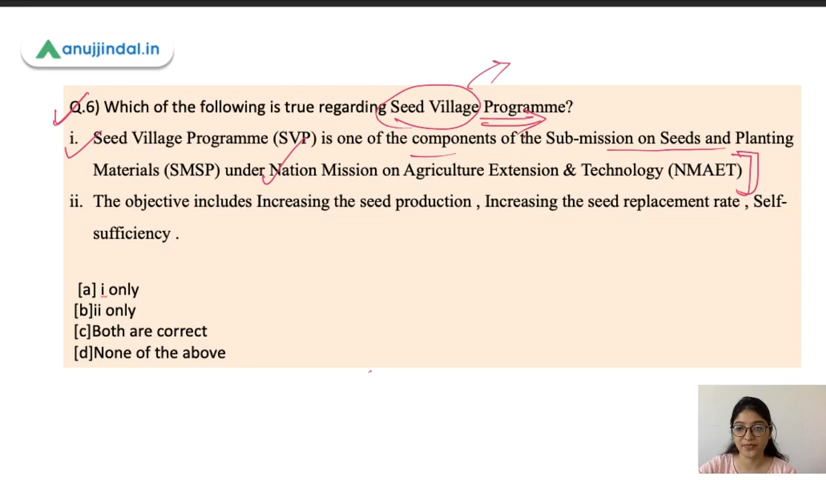 anujjindal.in
Q.6) Which of the following is true regarding Seed Village Programme?
i. Seed Village Programme (SVP) is one of the components of the Sub-mission on Seeds and Planting
Materials (SMSP) under Nation Mission on Agriculture Extension & Technology (NMAET)
ii. The objective includes Increasing the seed production , Increasing the seed replacement rate , Self-
sufficiency .
[a] i only
[b]ii only
[c]Both are correct
[d]None of the above